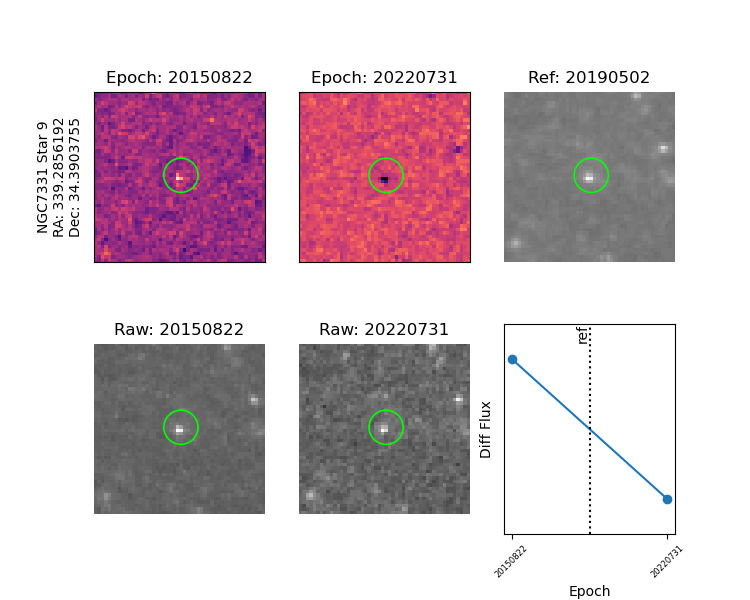 NGC7331 Star 9
RA: 339.2856192
Dec: 34.3903755
Epoch: 20150822
Epoch: 20220731
Ref: 20190502
Raw: 20150822
Raw: 20220731
ref
Diff Flux
20150822
20220731
Epoch